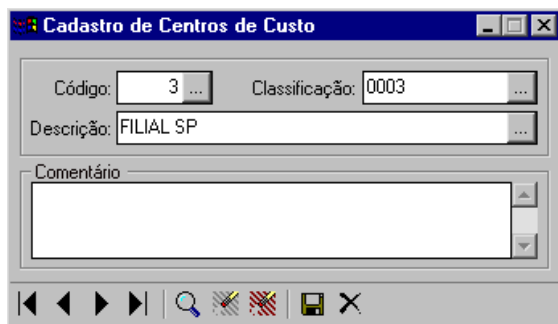 Cadastro de Centros de Custo
Código: 3 ... Classificação: 0003 ...
Descrição: FILIAL SP ...
Comentário